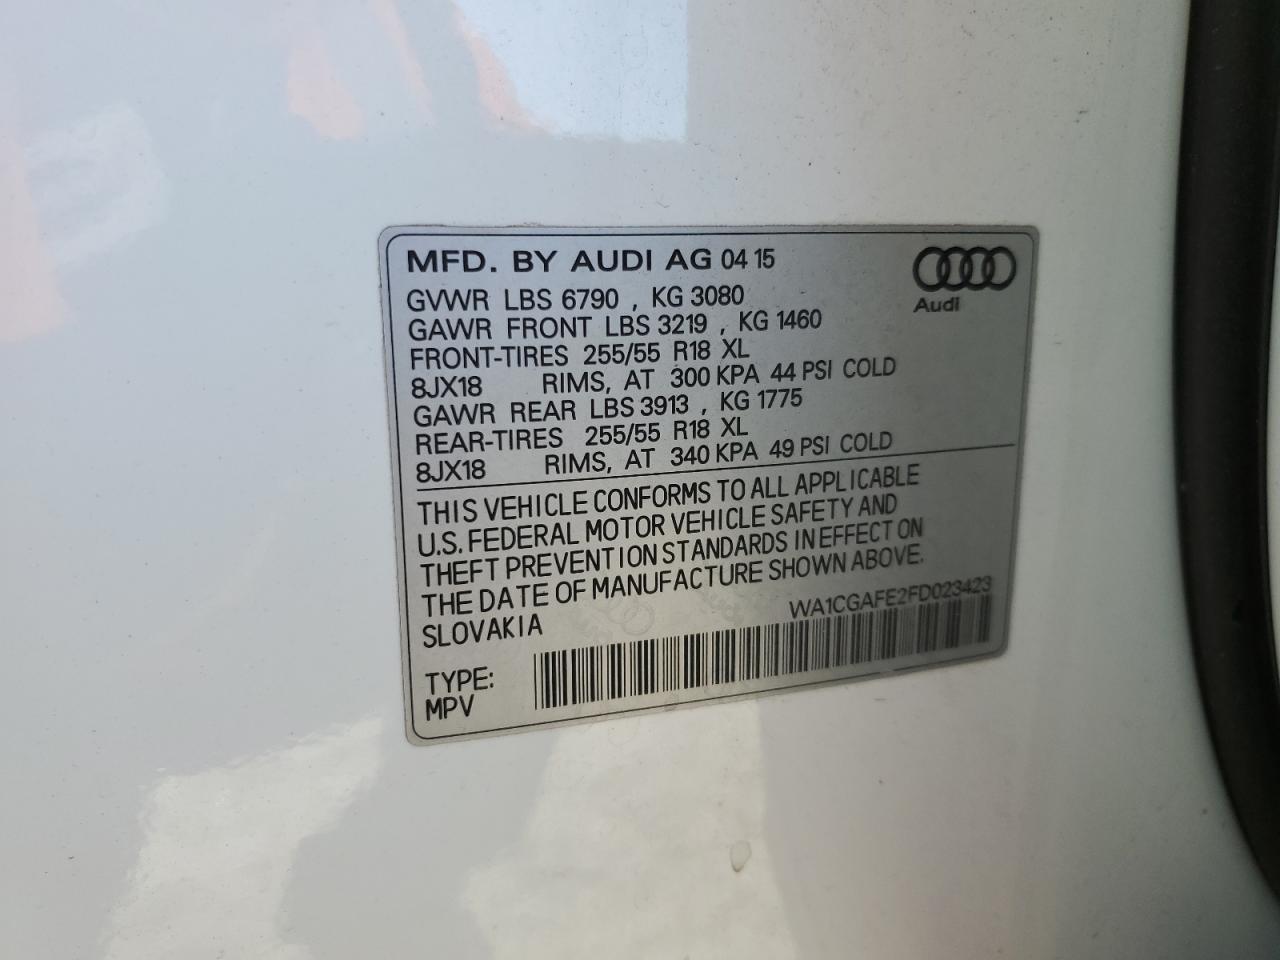 MFD. BY AUDI AG 04 15
Audi
GVWR LBS 6790 , KG 3080
GAWR FRONT LBS 3219 , KG 1460
FRONT-TIRES 255/55 R18 XL
8JX18 RIMS, AT 300 KPA 44 PSI COLD
GAWR REAR LBS 3913 , KG 1775
REAR-TIRES 255/55 R18 XL
8JX18 RIMS, AT 340 KPA 49 PSI COLD
THIS VEHICLE CONFORMS TO ALL APPLICABLE
U.S. FEDERAL MOTOR VEHICLE SAFETY AND
THEFT PREVENTION STANDARDS IN EFFECT ON
THE DATE OF MANUFACTURE SHOWN ABOVE.
SLOVAKIA
WA1CGAFE2FD023423
TYPE:
MPV